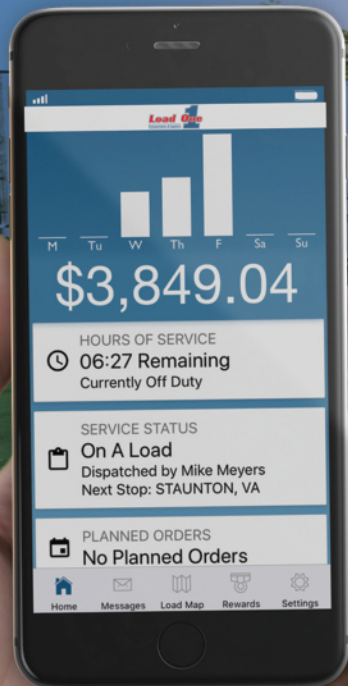 Load One 1
M Tu W Th F Sa Su
$3,849.04
HOURS OF SERVICE
06:27 Remaining
Currently Off Duty
SERVICE STATUS
On A Load
Dispatched by Mike Meyers
Next Stop: STAUNTON, VA
PLANNED ORDERS
No Planned Orders
Home Messages Load Map Rewards Settings